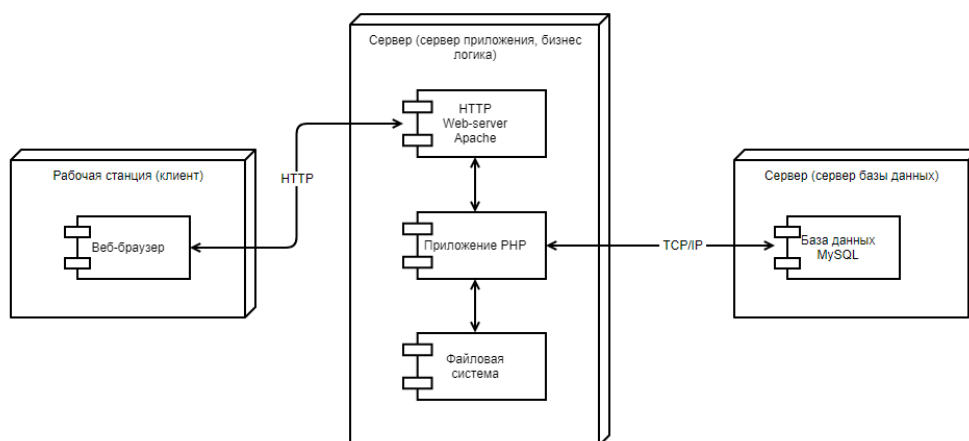 Рабочая станция (клиент)
Веб-браузер
HTTP
Сервер (сервер приложения, бизнес
логика)
HTTP
Web-server
Apache
Приложение PHP
Файловая
система
TCP/IP
Сервер (сервер базы данных)
База данных
MySQL